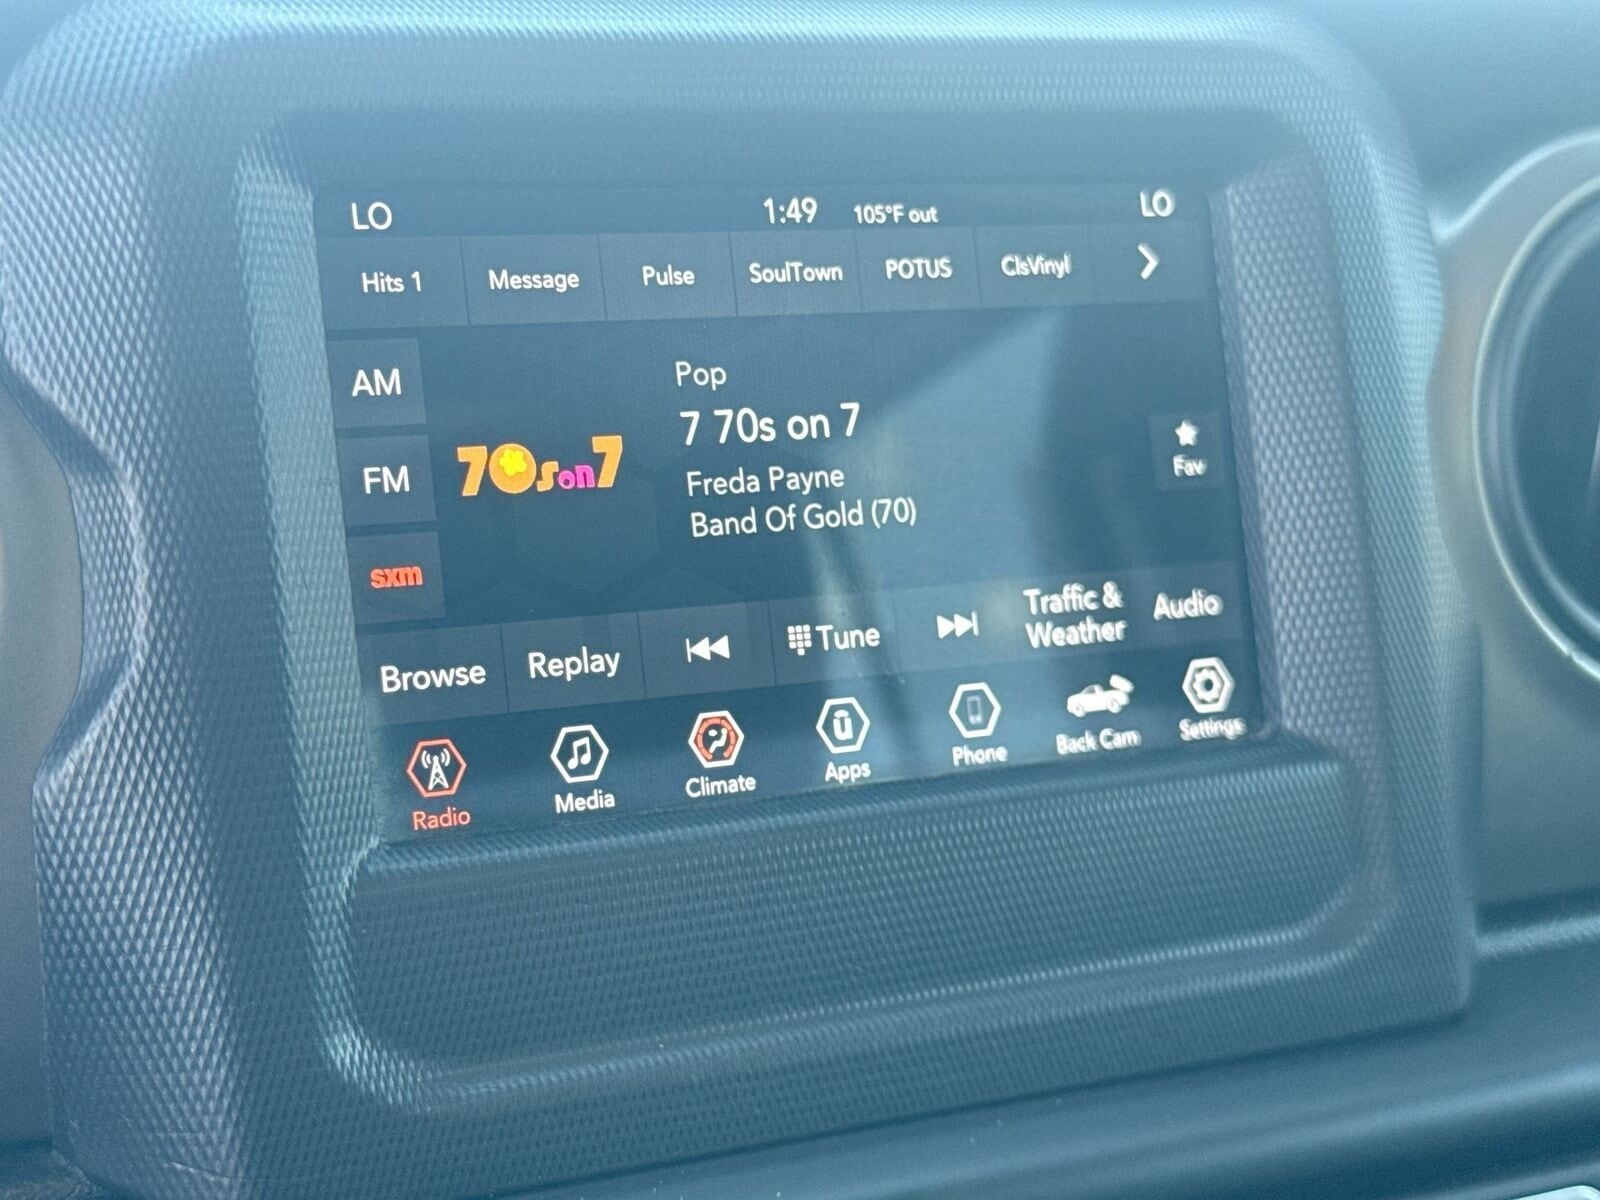 LO 1:49 105°F out LO
Hits 1 Message Pulse SoulTown POTUS ClsVinyl
AM
FM
sxm
70s on 7
Pop
7 70s on 7
Freda Payne
Band Of Gold (70)
Fav
Browse Replay Tune Traffic & Weather Audio
Radio Media Climate Apps Phone Back Cam Settings